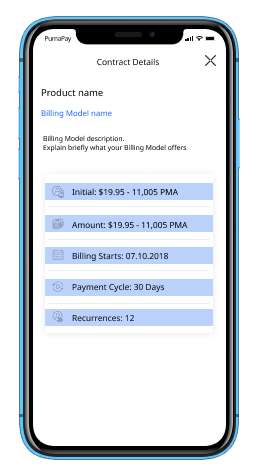 PumaPay
Contract Details
Product name
Billing Model name
Billing Model description.
Explain briefly what your Billing Model offers
Initial: $19.95 - 11,005 PMA
Amount: $19.95 - 11,005 PMA
Billing Starts: 07.10.2018
Payment Cycle: 30 Days
Recurrences: 12